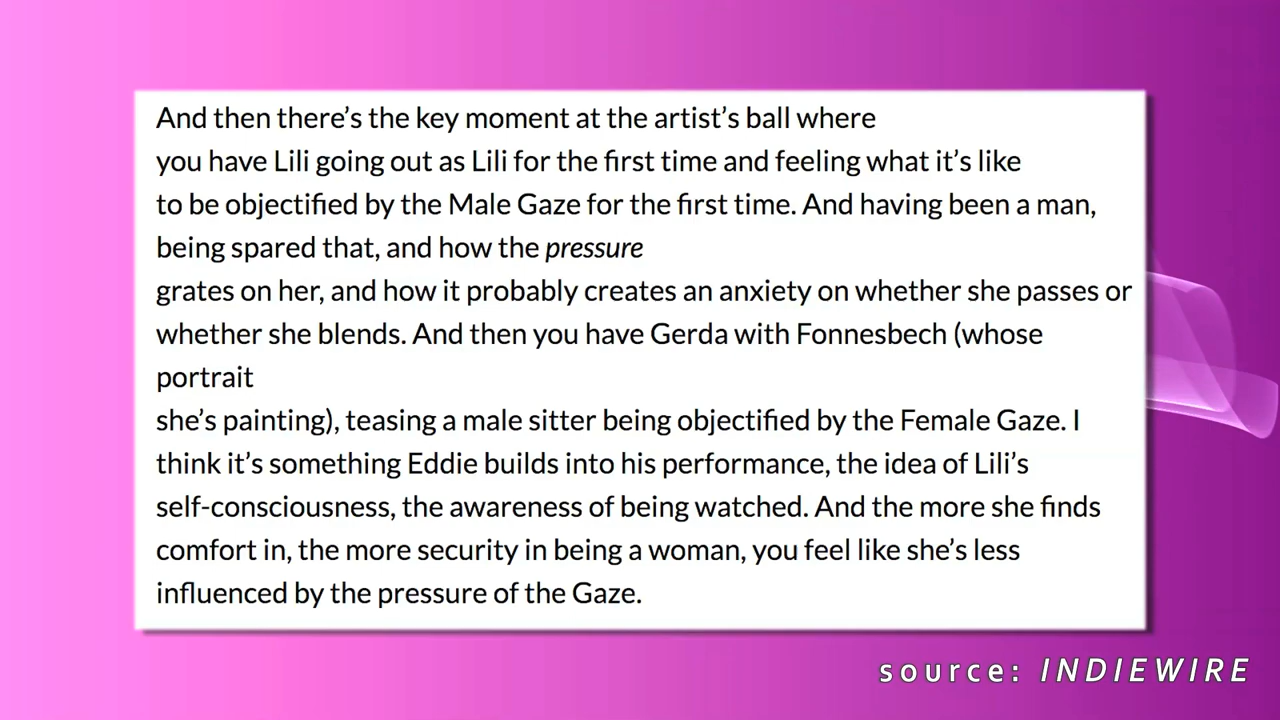 And then there’s the key moment at the artist’s ball where
you have Lili going out as Lili for the first time and feeling what it’s like
to be objectified by the Male Gaze for the first time. And having been a man,
being spared that, and how the pressure
grates on her, and how it probably creates an anxiety on whether she passes or
whether she blends. And then you have Gerda with Fonnesbech (whose
portrait
she’s painting), teasing a male sitter being objectified by the Female Gaze. I
think it’s something Eddie builds into his performance, the idea of Lili’s
self-consciousness, the awareness of being watched. And the more she finds
comfort in, the more security in being a woman, you feel like she’s less
influenced by the pressure of the Gaze.
source: INDIEWIRE